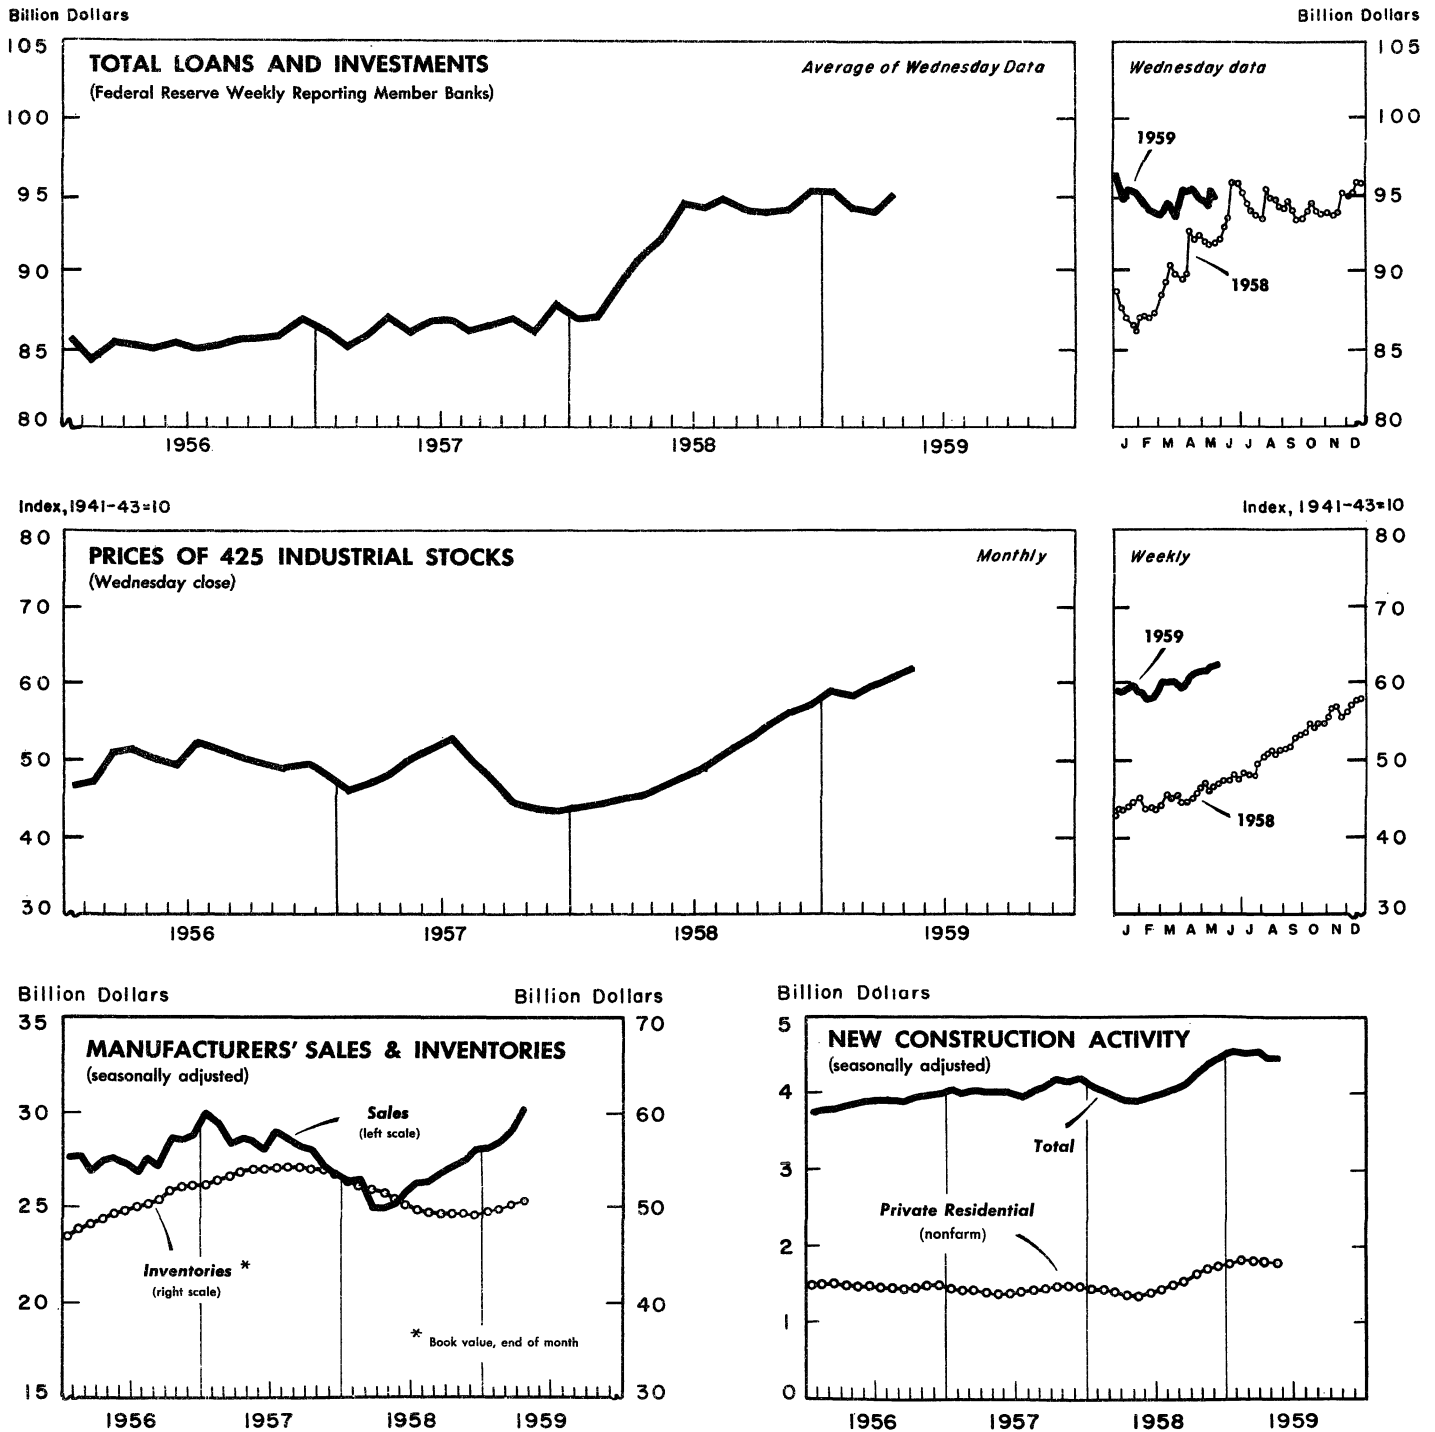 Billion Dollars
Billion Dollars
TOTAL LOANS AND INVESTMENTS
(Federal Reserve Weekly Reporting Member Banks)
Average of Wednesday Data
Wednesday data
105
100
95
90
85
80
1959
1958
105
100
95
90
85
80
1956 1957 1958 1959
J F M A M J J A S O N D
Index, 1941-43=10
Index, 1941-43=10
PRICES OF 425 INDUSTRIAL STOCKS
(Wednesday close)
Monthly
Weekly
80
70
60
50
40
30
1959
1958
80
70
60
50
40
30
1956 1957 1958 1959
J F M A M J J A S O N D
Billion Dollars
Billion Dollars
MANUFACTURERS' SALES & INVENTORIES
(seasonally adjusted)
35
30
25
20
15
Sales
(left scale)
Inventories *
(right scale)
* Book value, end of month
70
60
50
40
30
1956 1957 1958 1959
Billion Dollars
NEW CONSTRUCTION ACTIVITY
(seasonally adjusted)
5
4
3
2
1
0
Total
Private Residential
(nonfarm)
1956 1957 1958 1959